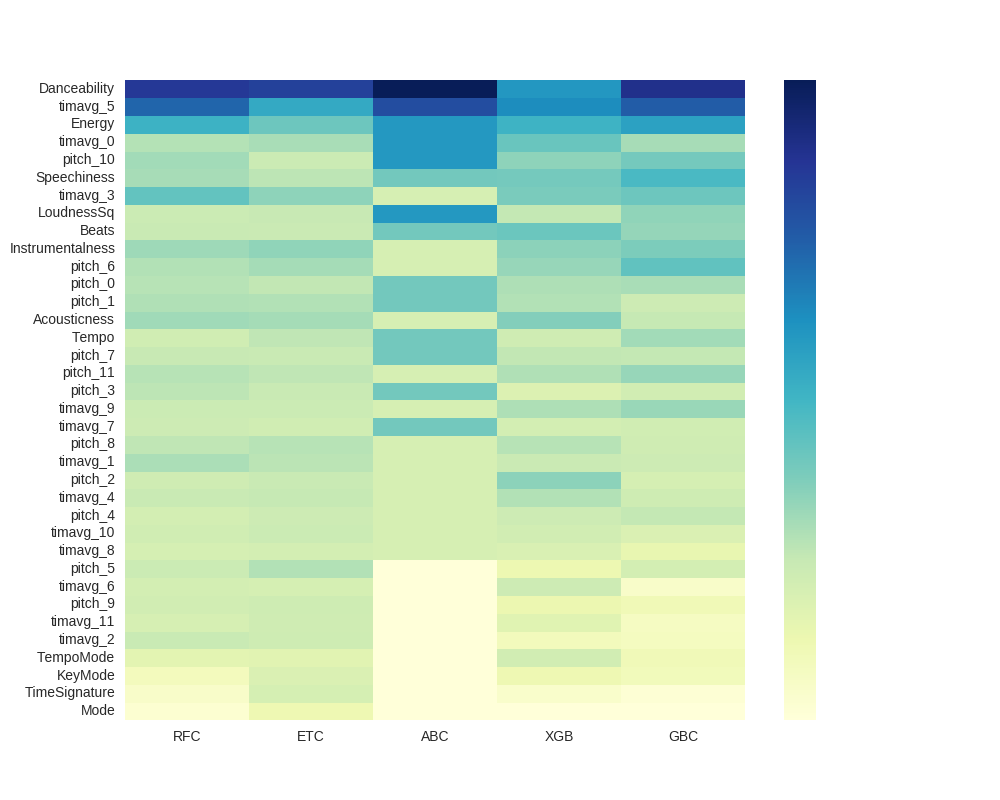 Danceability
timavg_5
Energy
timavg_0
pitch_10
Speechiness
timavg_3
LoudnessSq
Beats
Instrumentalness
pitch_6
pitch_0
pitch_1
Acousticness
Tempo
pitch_7
pitch_11
pitch_3
timavg_9
timavg_7
pitch_8
timavg_1
pitch_2
timavg_4
pitch_4
timavg_10
timavg_8
pitch_5
timavg_6
pitch_9
timavg_11
timavg_2
TempoMode
KeyMode
TimeSignature
Mode
RFC ETC ABC XGB GBC